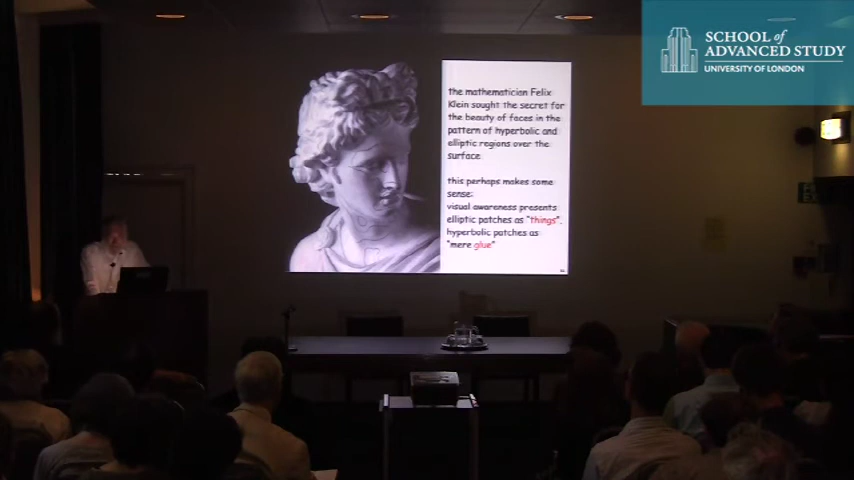 SCHOOL of
ADVANCED STUDY
UNIVERSITY OF LONDON
the mathematician Felix
Klein sought the secret for
the beauty of faces in the
pattern of hyperbolic and
elliptic regions over the
surface
this perhaps makes some
sense:
visual awareness presents
elliptic patches as "things",
hyperbolic patches as
"mere glue"